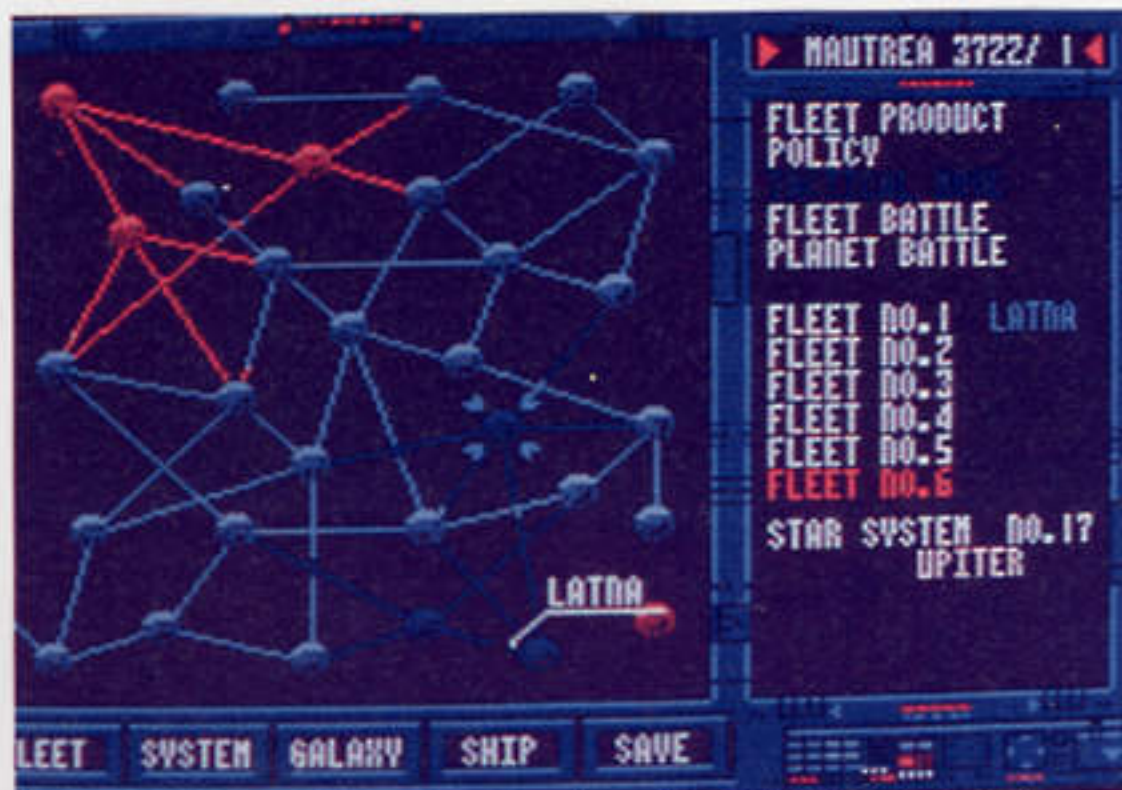 MAUTREA 3722/ 1
FLEET PRODUCT
POLICY
FLEET BATTLE
PLANET BATTLE
FLEET NO.1 LATNA
FLEET NO.2
FLEET NO.3
FLEET NO.4
FLEET NO.5
FLEET NO.6
STAR SYSTEM NO.17
UPITER
LATNA
LEET
SYSTEM
GALAXY
SHIP
SAVE